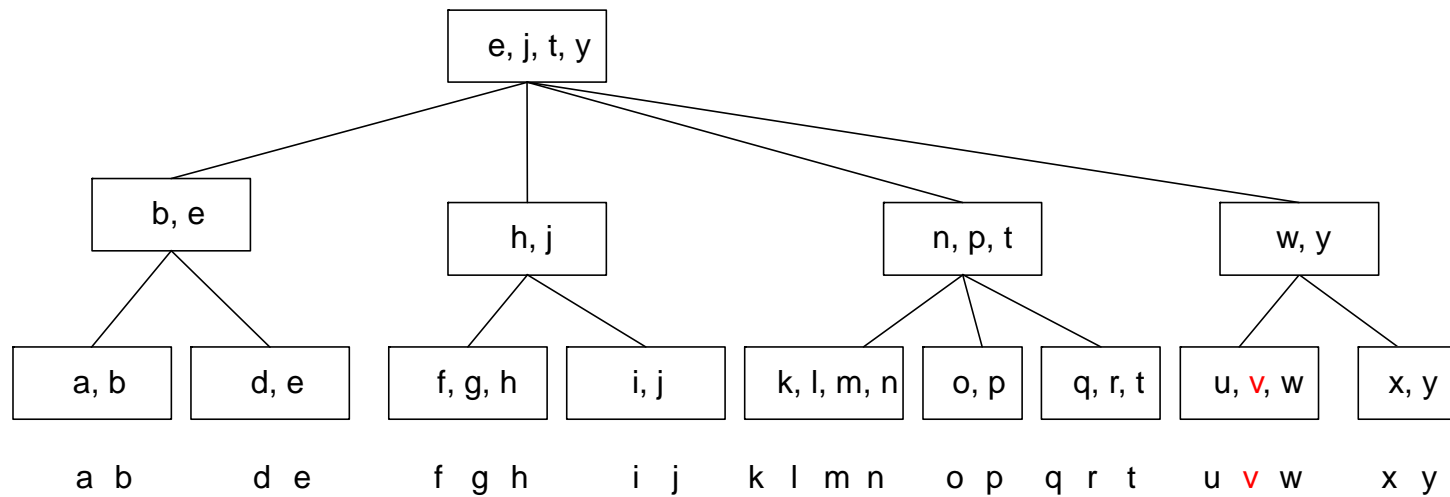 e, j, t, y
b, e
h, j
n, p, t
w, y
a, b
d, e
f, g, h
i, j
k, l, m, n
o, p
q, r, t
u, v, w
x, y
a b d e f g h i j k l m n o p q r t u v w x y